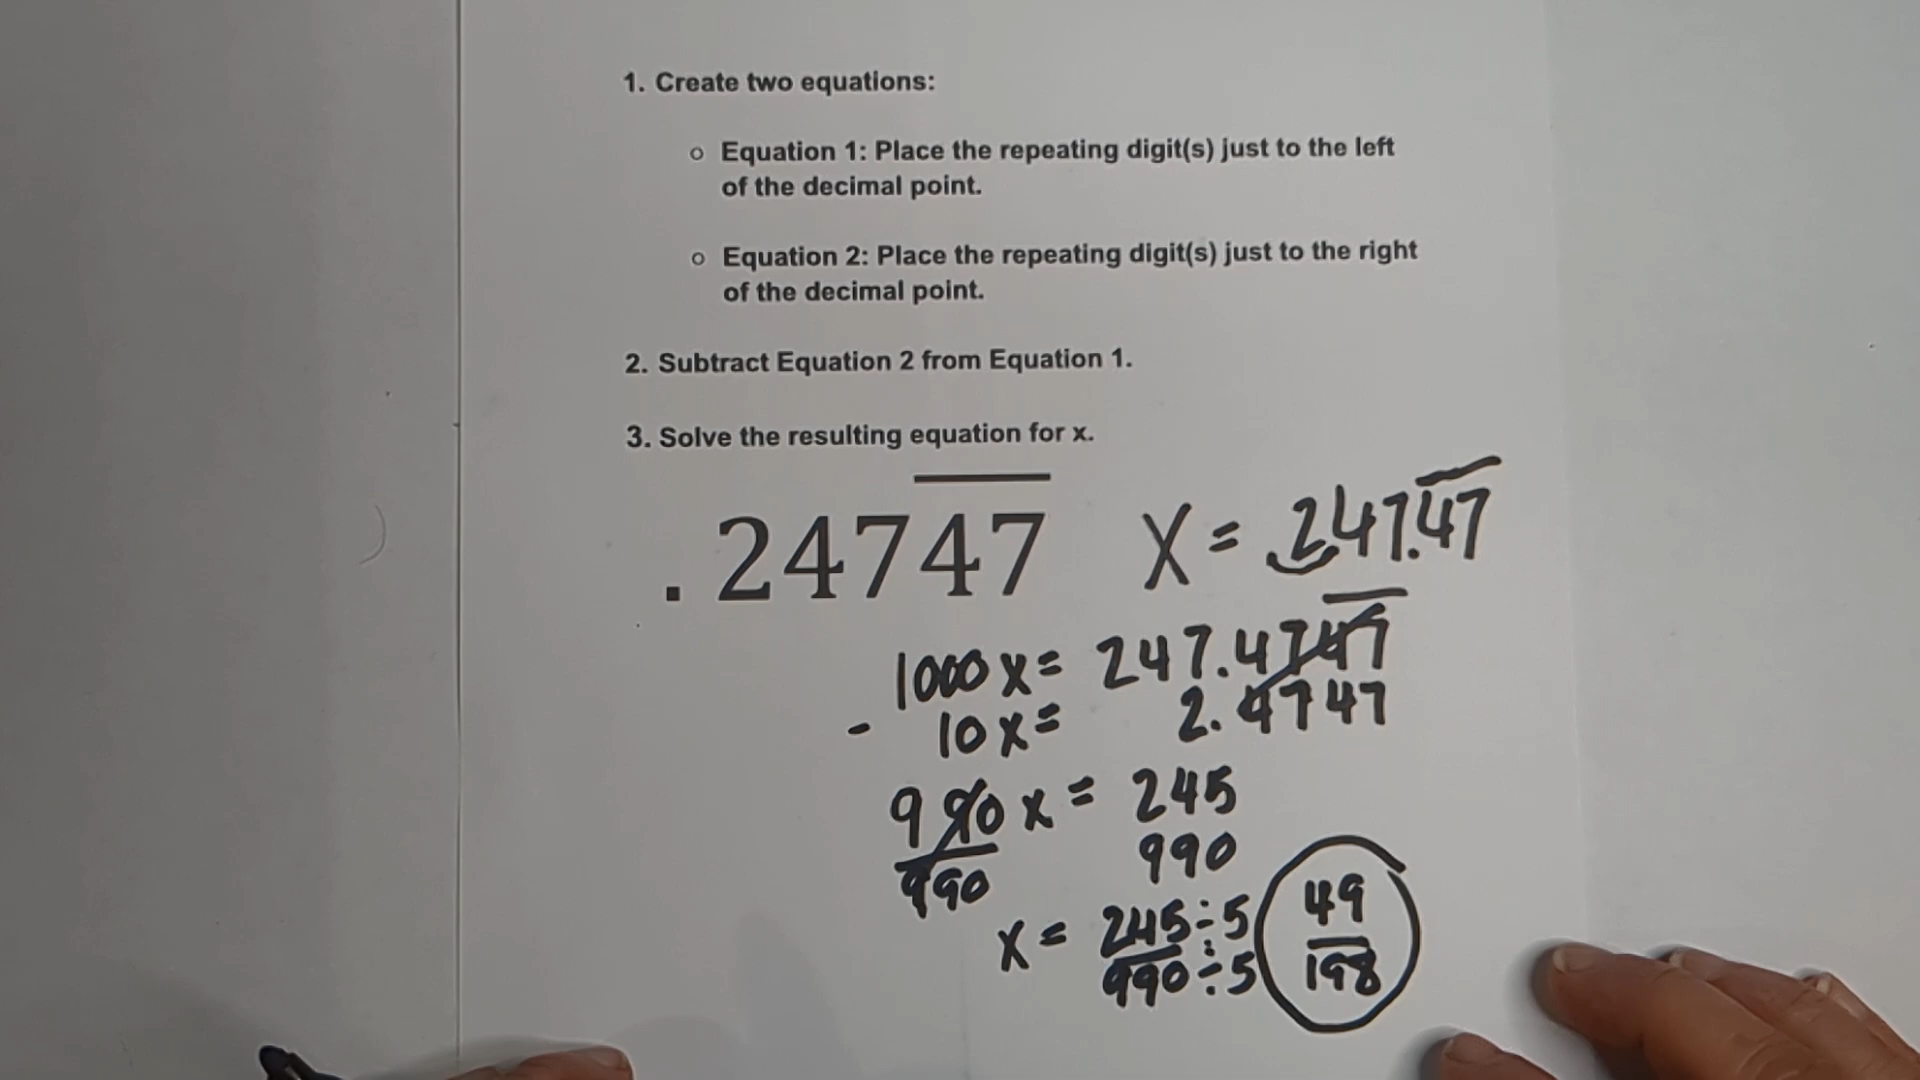 1. Create two equations:
o Equation 1: Place the repeating digit(s) just to the left
of the decimal point.
o Equation 2: Place the repeating digit(s) just to the right
of the decimal point.
2. Subtract Equation 2 from Equation 1.
3. Solve the resulting equation for x.
.24747 X = .247.47
1000x = 247.4747
- 10x = 2.4747
990x = 245
990 990
x = 245÷5 49
990÷5 198